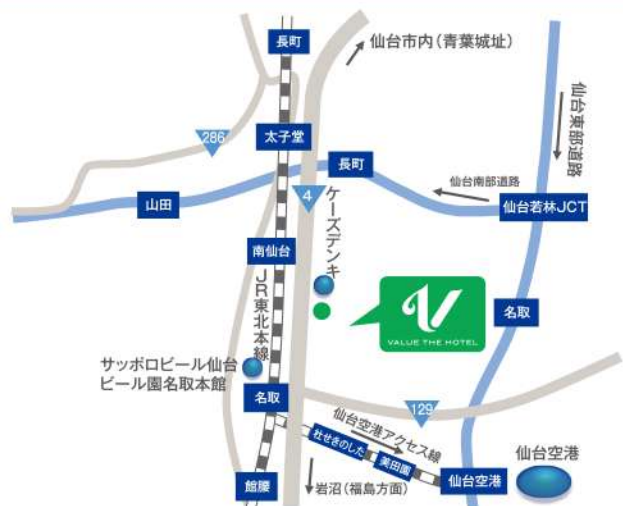 長町
仙台市内(青葉城址)
仙台東部道路
286
太子堂
長町
仙台南部道路
山田
4
仙台若林JCT
ケーズデンキ
南仙台
JR東北本線
V
VALUE THE HOTEL
名取
サッポロビール仙台
ビール園名取本館
名取
129
仙台空港アクセス線
杜せきのした
美田園
仙台空港
仙台空港
館腰
岩沼(福島方面)